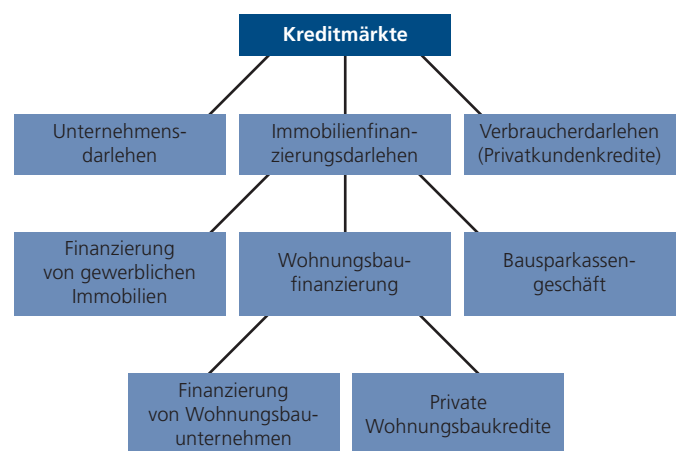 Kreditmärkte
Unternehmens-
darlehen
Immobilienfinan-
zierungsdarlehen
Verbraucherdarlehen
(Privatkundenkredite)
Finanzierung
von gewerblichen
Immobilien
Wohnungsbau-
finanzierung
Bausparkassen-
geschäft
Finanzierung
von Wohnungsbau-
unternehmen
Private
Wohnungsbaukredite